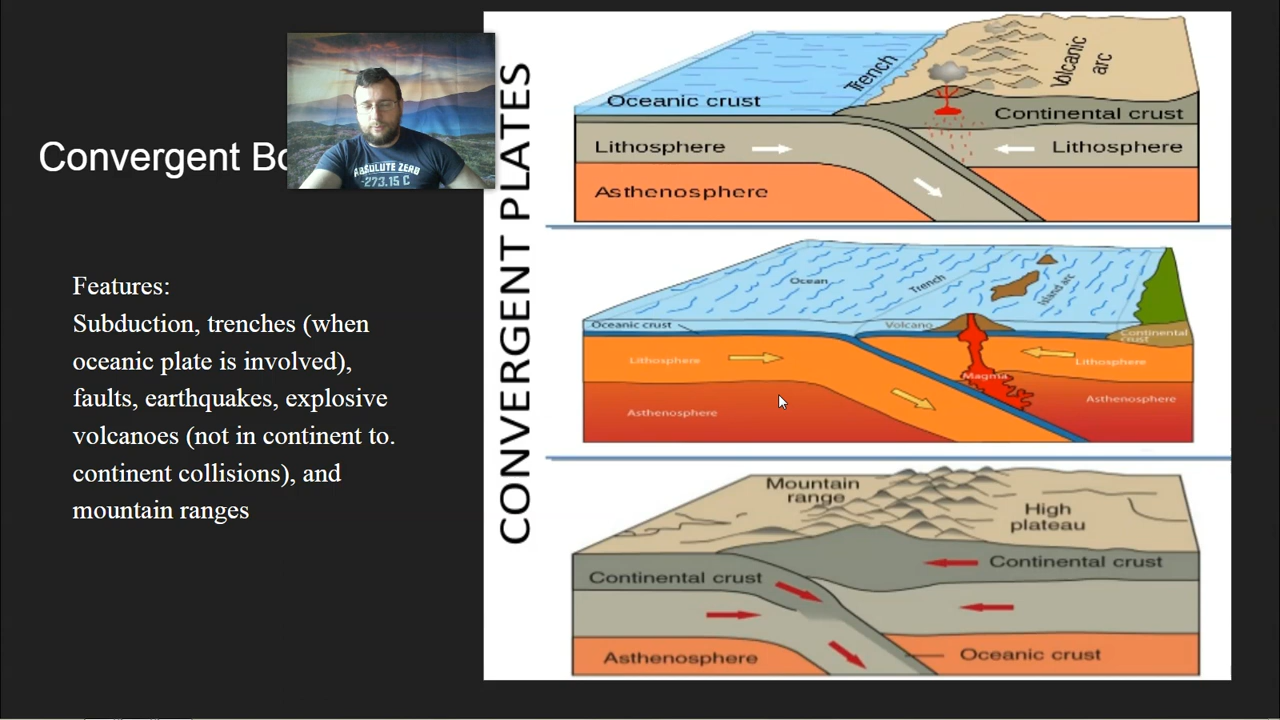 Convergent Bo
ABSOLUTE ZERO
-273.15 C
Features:
Subduction, trenches (when
oceanic plate is involved),
faults, earthquakes, explosive
volcanoes (not in continent to.
continent collisions), and
mountain ranges
CONVERGENT PLATES
Trench
Volcanic
arc
Oceanic crust
Continental crust
Lithosphere
Lithosphere
Asthenosphere
Ocean
Trench
Island arc
Oceanic crust
Volcano
Continental
crust
Lithosphere
Lithosphere
Magma
Asthenosphere
Asthenosphere
Mountain
range
High
plateau
Continental crust
Continental crust
Asthenosphere
Oceanic crust